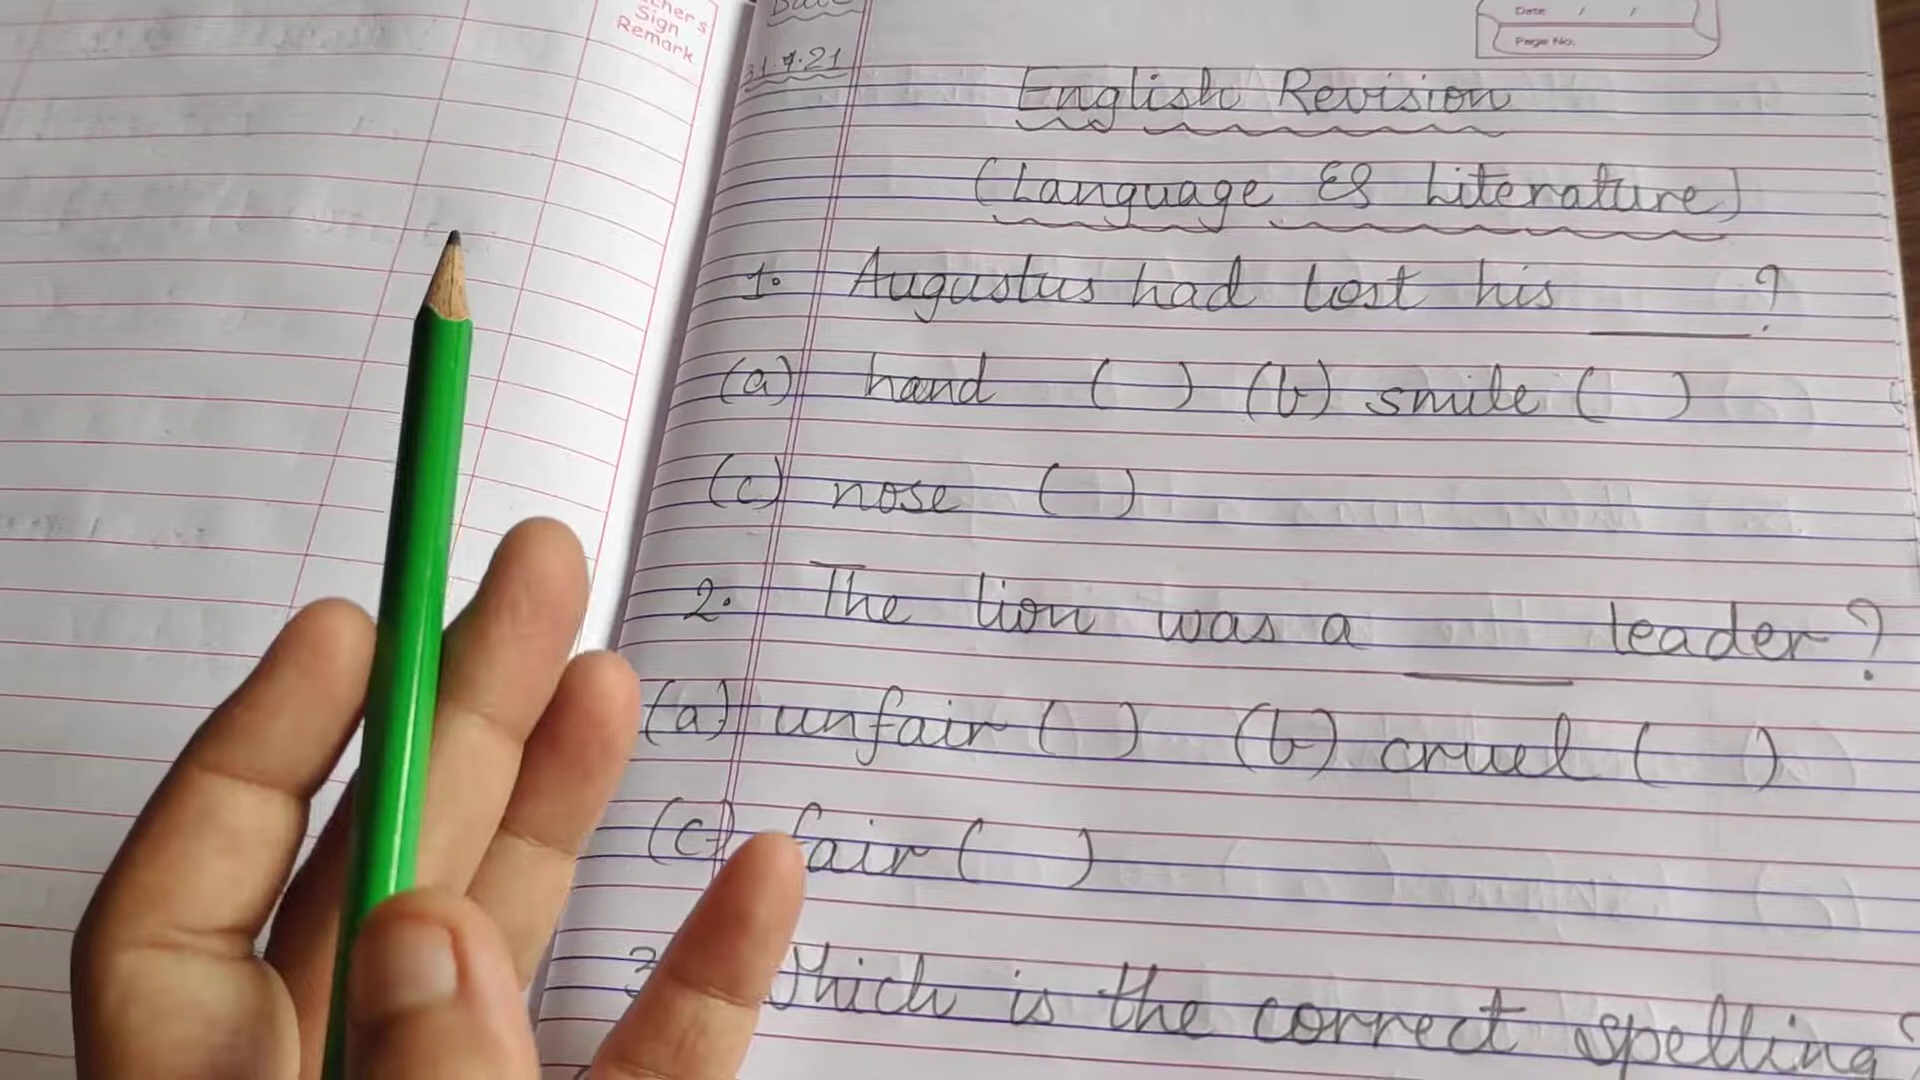 Teacher's
Sign
Remark
Date
31.7.21
Date / /
Page No.
English Revision
(Language & Literature)
1. Augustus had lost his ____?
(a) hand ( ) (b) smile ( )
(c) nose ( )
2. The lion was a ____ leader?
(a) unfair ( ) (b) cruel ( )
(c) fair ( )
3. Which is the correct spelling?